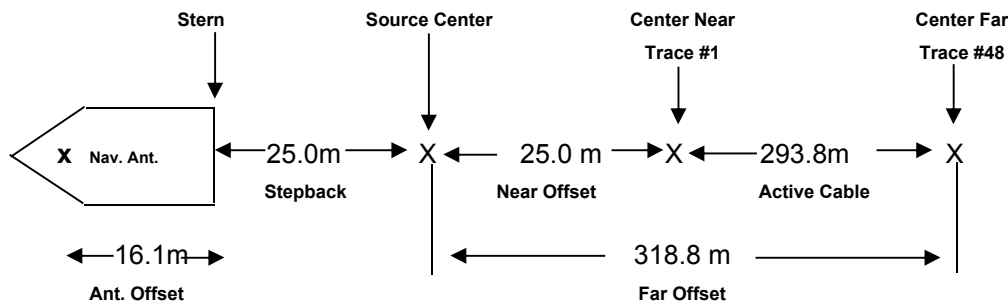 Stern
Source Center
Center Near
Trace #1
Center Far
Trace #48
X Nav. Ant.
25.0m
X
25.0 m
X
293.8m
X
Stepback
Near Offset
Active Cable
16.1m
318.8 m
Ant. Offset
Far Offset